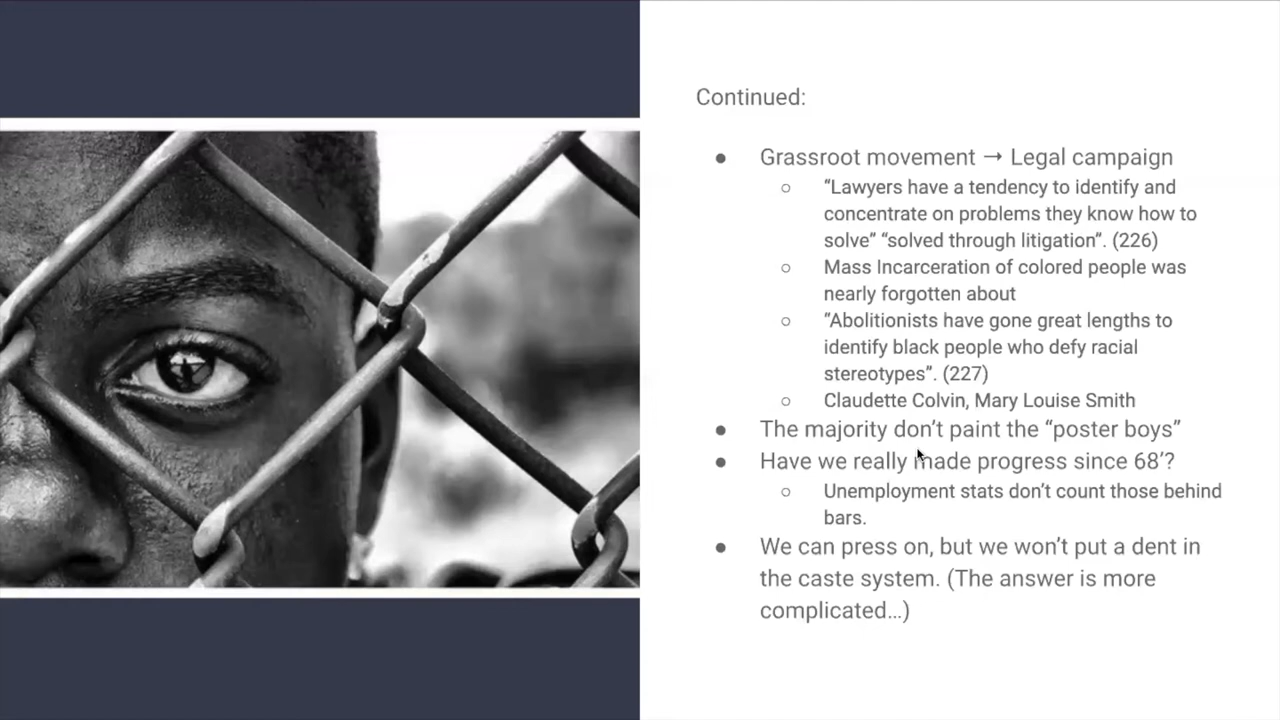 Continued:
● Grassroot movement → Legal campaign
○ “Lawyers have a tendency to identify and
concentrate on problems they know how to
solve” “solved through litigation“. (226)
○ Mass Incarceration of colored people was
nearly forgotten about
○ “Abolitionists have gone great lengths to
identify black people who defy racial
stereotypes”. (227)
○ Claudette Colvin, Mary Louise Smith
● The majority don’t paint the “poster boys”
● Have we really made progress since 68’?
○ Unemployment stats don’t count those behind
bars.
● We can press on, but we won’t put a dent in
the caste system. (The answer is more
complicated…)